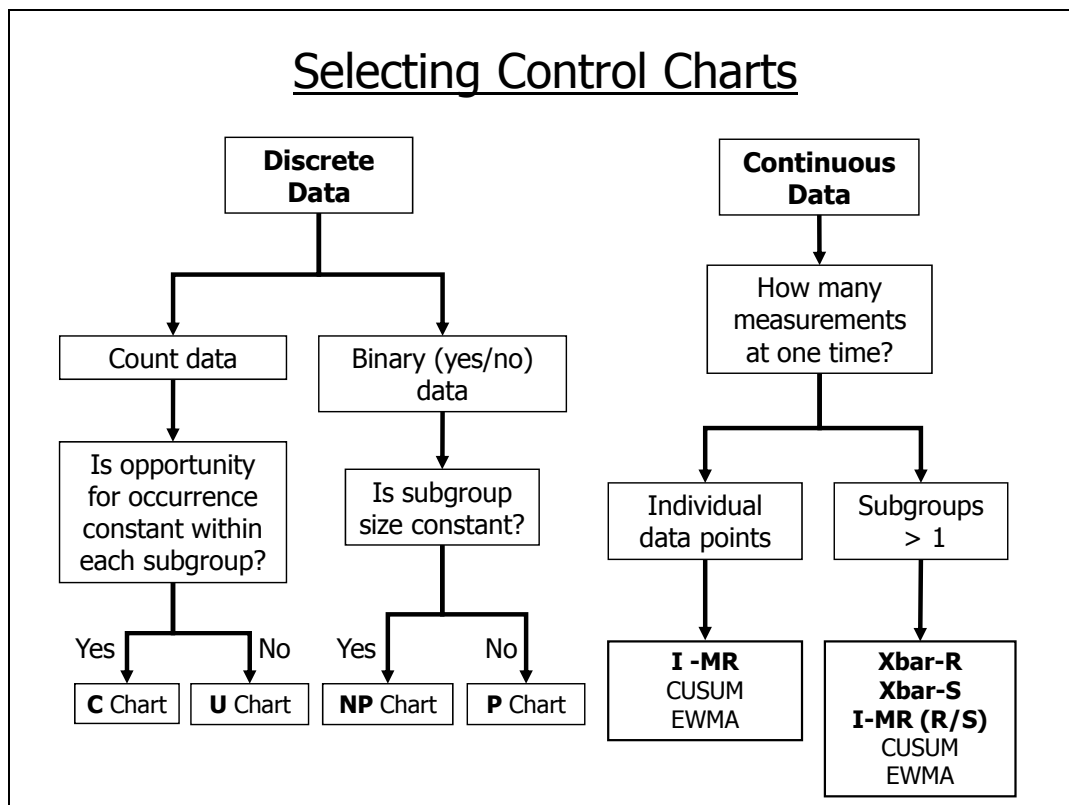 Selecting Control Charts
Discrete
Data
Count data
Is opportunity
for occurrence
constant within
each subgroup?
Yes
No
C Chart
U Chart
Binary (yes/no)
data
Is subgroup
size constant?
Yes
No
NP Chart
P Chart
Continuous
Data
How many
measurements
at one time?
Individual
data points
I -MR
CUSUM
EWMA
Subgroups
> 1
Xbar-R
Xbar-S
I-MR (R/S)
CUSUM
EWMA